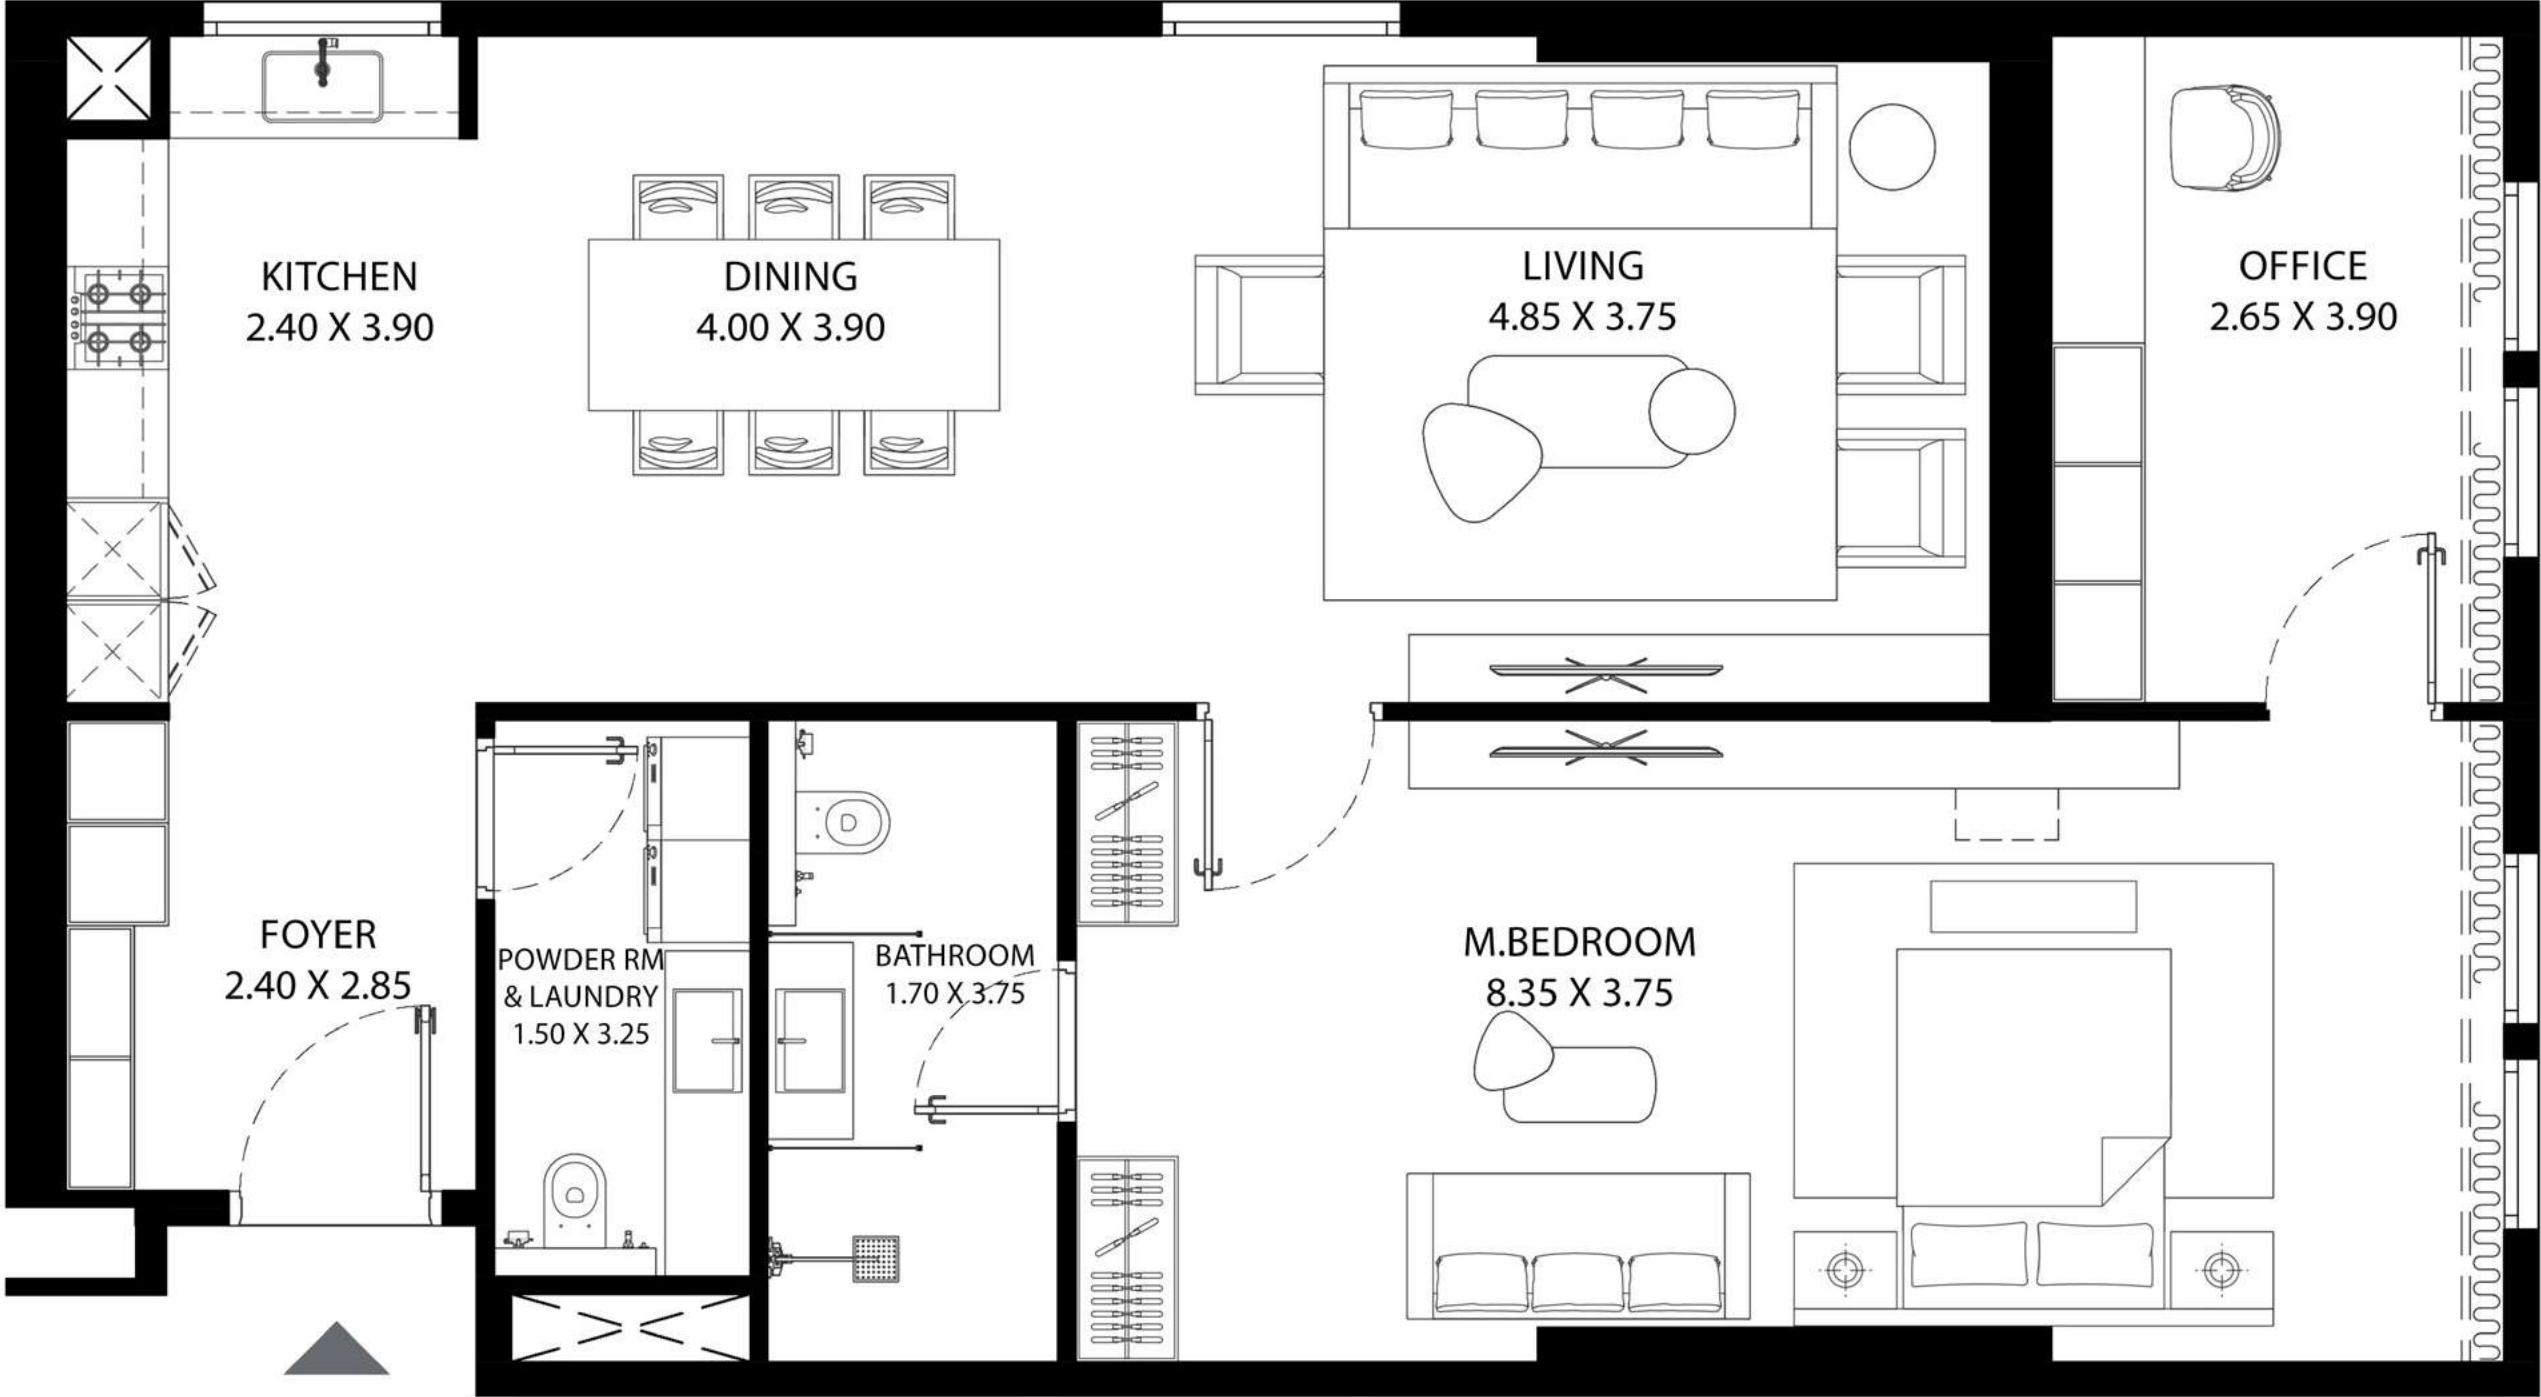 KITCHEN
2.40 X 3.90
DINING
4.00 X 3.90
LIVING
4.85 X 3.75
OFFICE
2.65 X 3.90
FOYER
2.40 X 2.85
POWDER RM
& LAUNDRY
1.50 X 3.25
BATHROOM
1.70 X 3.75
M.BEDROOM
8.35 X 3.75